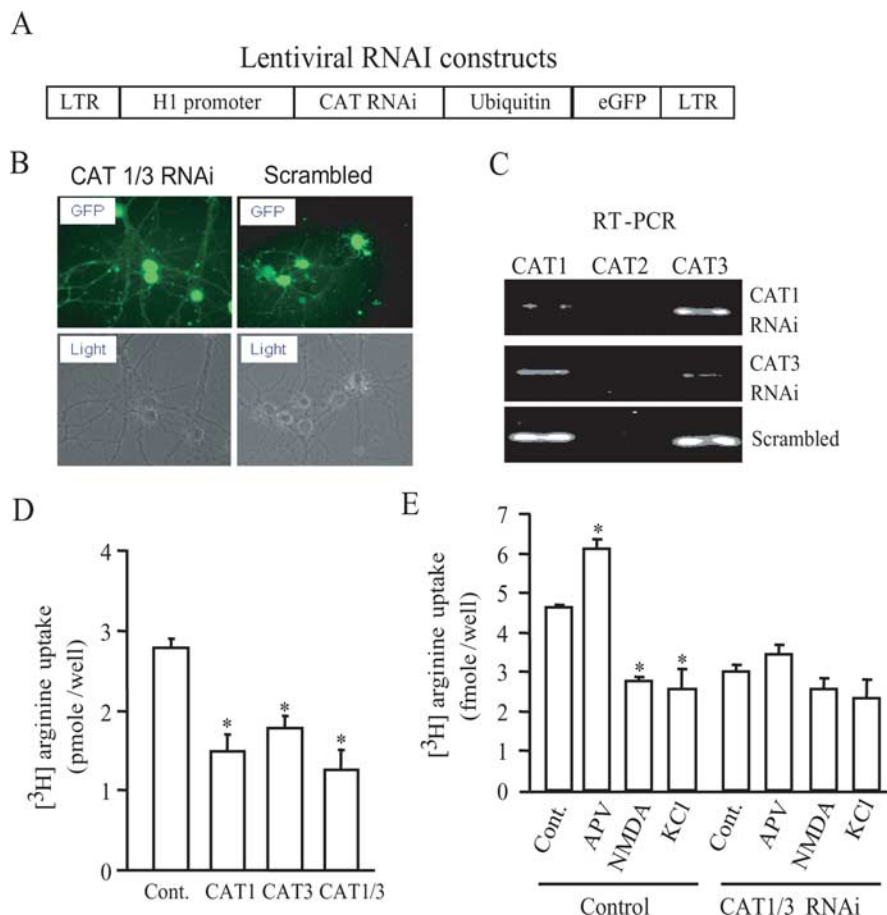 A
Lentiviral RNAI constructs
LTR H1 promoter CAT RNAi Ubiquitin eGFP LTR
B
CAT 1/3 RNAi Scrambled
GFP GFP
Light Light
C
RT-PCR
CAT1 CAT2 CAT3
CAT1
RNAi
CAT3
RNAi
Scrambled
D
[³H] arginine uptake
(pmole/well)
4
3
2
1
0
* * *
Cont. CAT1 CAT3 CAT1/3
E
[³H] arginine uptake
(fmole/well)
7
6
5
4
3
2
1
0
* * *
Cont. APV NMDA KCl Cont. APV NMDA KCl
Control CAT1/3 RNAi